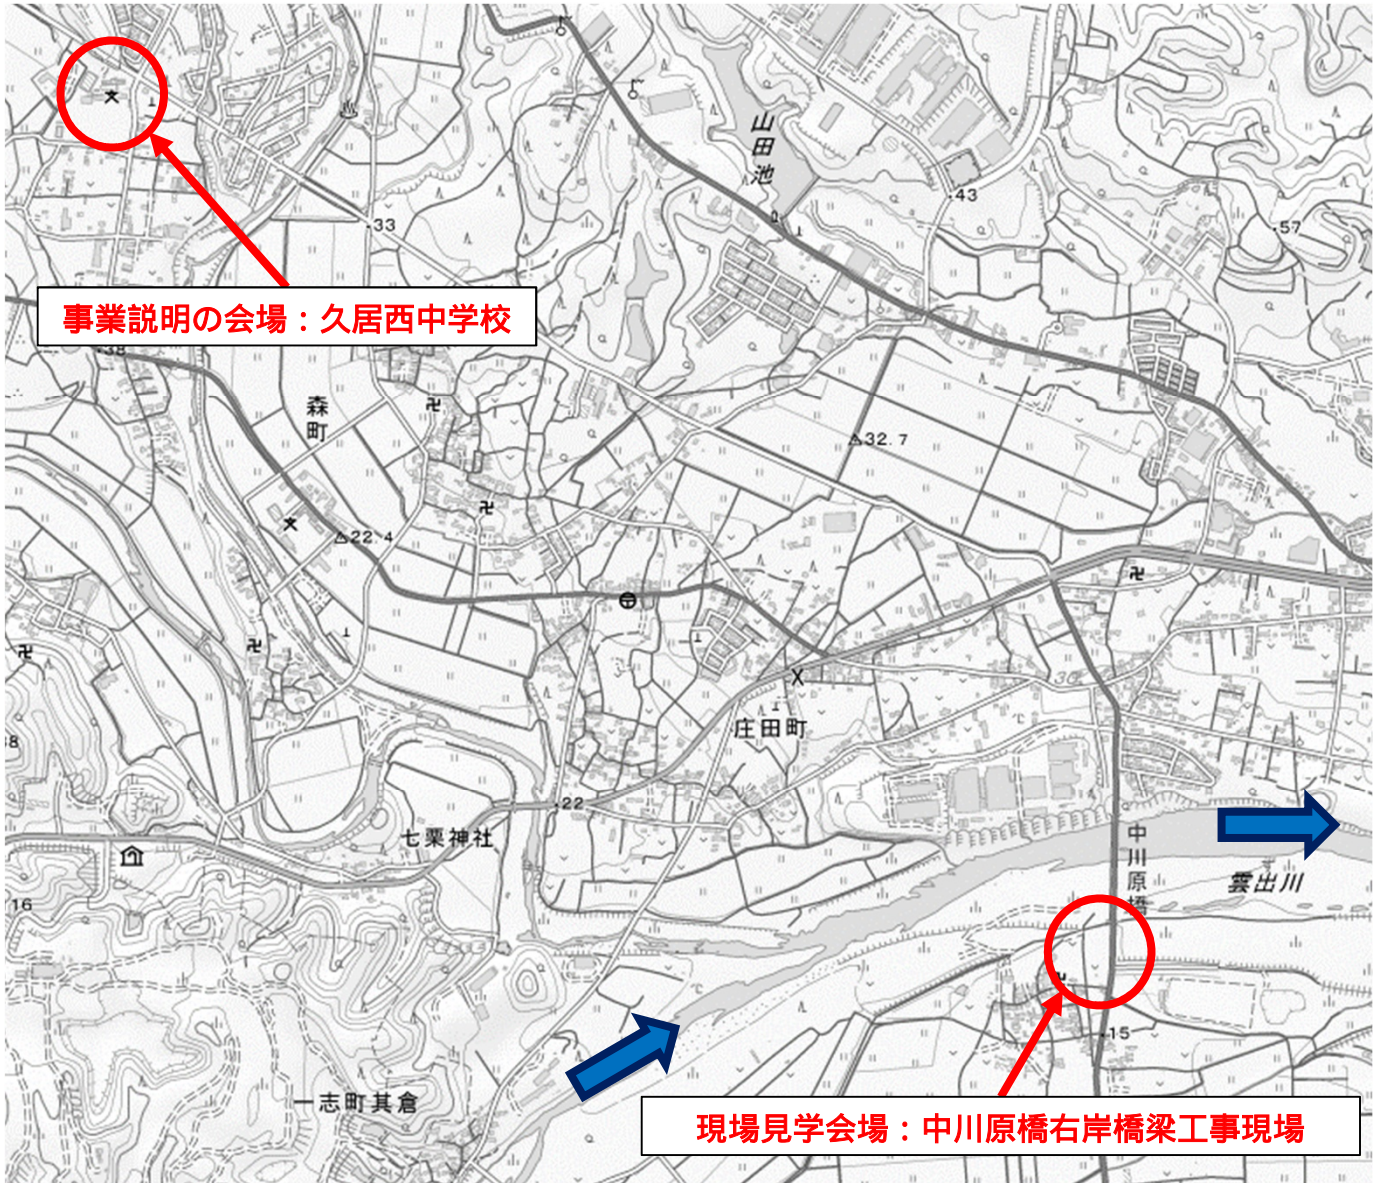 山田池
43
57
33
事業説明の会場：久居西中学校
38
森町
32.7
22.4
30
庄田町
38
22
七栗神社
中川原橋
雲出川
16
15
一志町其倉
現場見学会場：中川原橋右岸橋梁工事現場